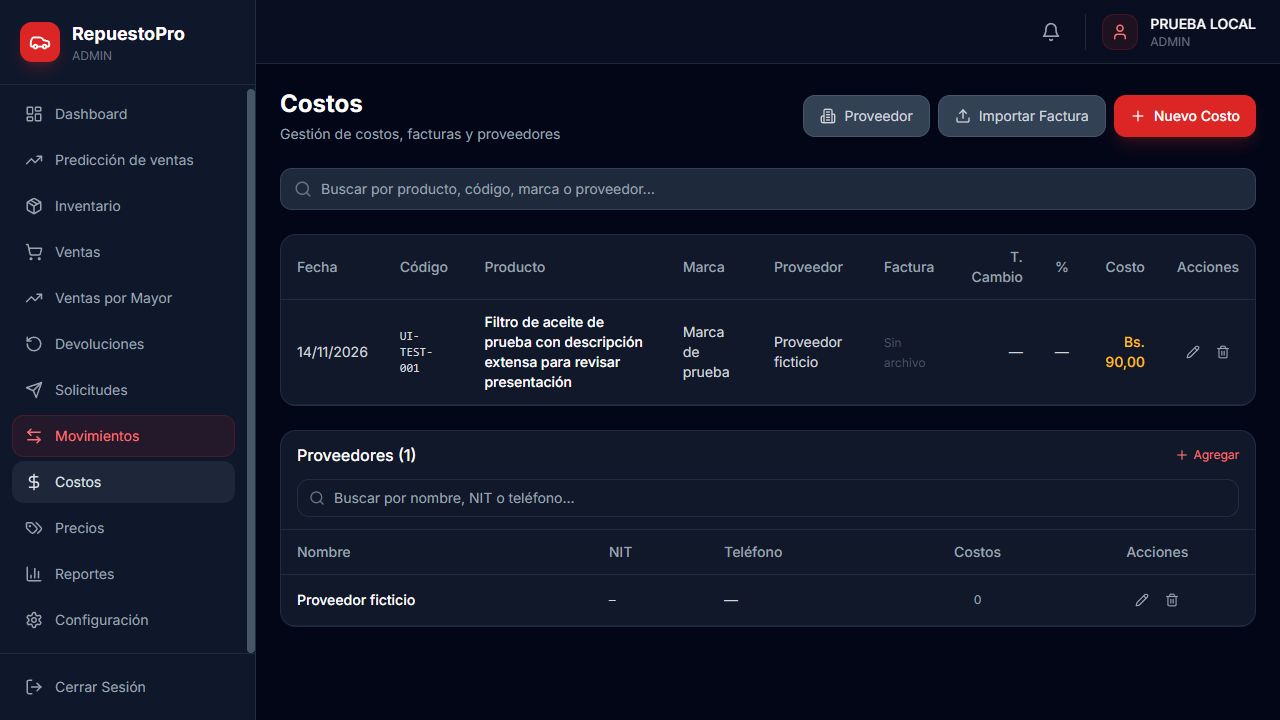 RepuestoPro
ADMIN
Dashboard
Predicción de ventas
Inventario
Ventas
Ventas por Mayor
Devoluciones
Solicitudes
Movimientos
Costos
Precios
Reportes
Configuración
Cerrar Sesión
PRUEBA LOCAL
ADMIN
Costos
Gestión de costos, facturas y proveedores
Proveedor
Importar Factura
Nuevo Costo
Buscar por producto, código, marca o proveedor...
Fecha
Código
Producto
Marca
Proveedor
Factura
T.
Cambio
%
Costo
Acciones
14/11/2026
UI-
TEST-
001
Filtro de aceite de
prueba con descripción
extensa para revisar
presentación
Marca
de
prueba
Proveedor
ficticio
Sin
archivo
—
—
Bs.
90,00
Proveedores (1)
+ Agregar
Buscar por nombre, NIT o teléfono...
Nombre
NIT
Teléfono
Costos
Acciones
Proveedor ficticio
–
—
0